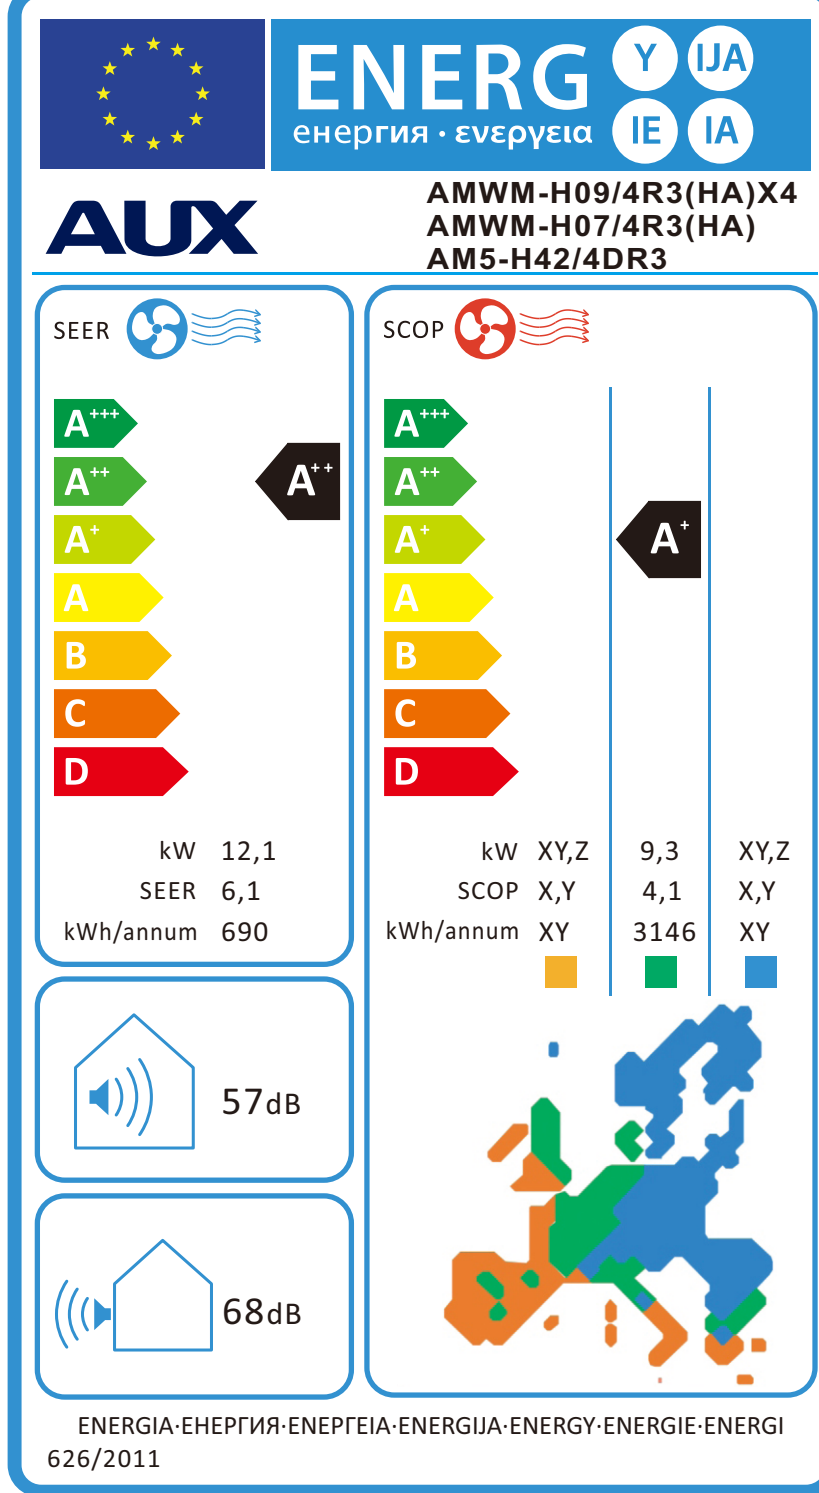 ENERG Y IJA
енергия · ενεργεια IE IA
AUX
AMWM-H09/4R3(HA)X4
AMWM-H07/4R3(HA)
AM5-H42/4DR3
SEER
A+++
A++ A++
A+
A
B
C
D
kW 12,1
SEER 6,1
kWh/annum 690
SCOP
A+++
A++
A+ A+
A
B
C
D
kW XY,Z 9,3 XY,Z
SCOP X,Y 4,1 X,Y
kWh/annum XY 3146 XY
57dB
68dB
ENERGIA·ЕНЕРГИЯ·ΕΝΕΡΓΕΙΑ·ENERGIJA·ENERGY·ENERGIE·ENERGI
626/2011